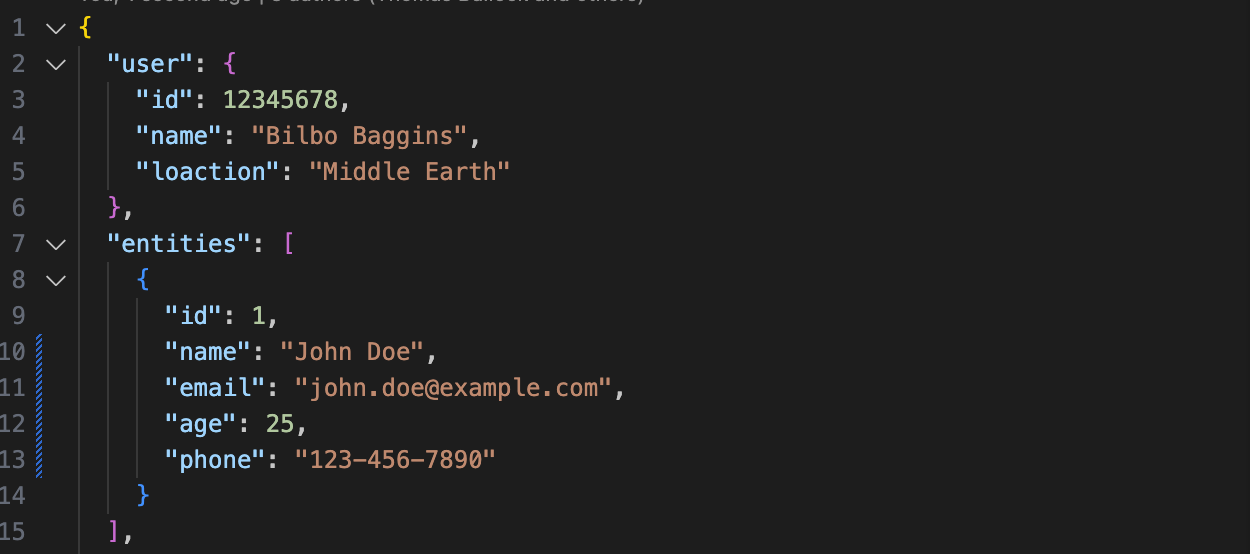 1 {
2 "user": {
3 "id": 12345678,
4 "name": "Bilbo Baggins",
5 "loaction": "Middle Earth"
6 },
7 "entities": [
8 {
9 "id": 1,
10 "name": "John Doe",
11 "email": "john.doe@example.com",
12 "age": 25,
13 "phone": "123-456-7890"
14 }
15 ],